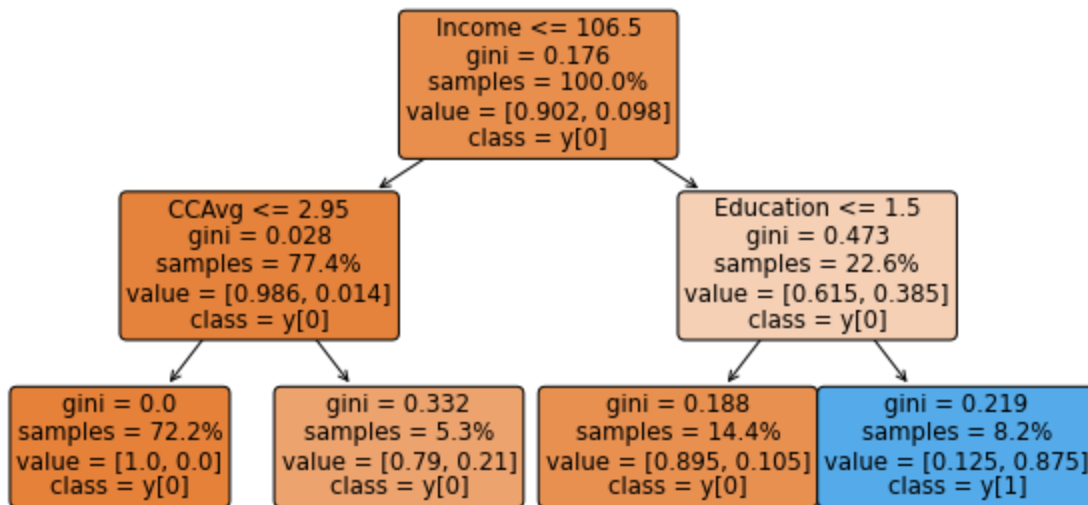 Income <= 106.5
gini = 0.176
samples = 100.0%
value = [0.902, 0.098]
class = y[0]
CCAvg <= 2.95
gini = 0.028
samples = 77.4%
value = [0.986, 0.014]
class = y[0]
Education <= 1.5
gini = 0.473
samples = 22.6%
value = [0.615, 0.385]
class = y[0]
gini = 0.0
samples = 72.2%
value = [1.0, 0.0]
class = y[0]
gini = 0.332
samples = 5.3%
value = [0.79, 0.21]
class = y[0]
gini = 0.188
samples = 14.4%
value = [0.895, 0.105]
class = y[0]
gini = 0.219
samples = 8.2%
value = [0.125, 0.875]
class = y[1]